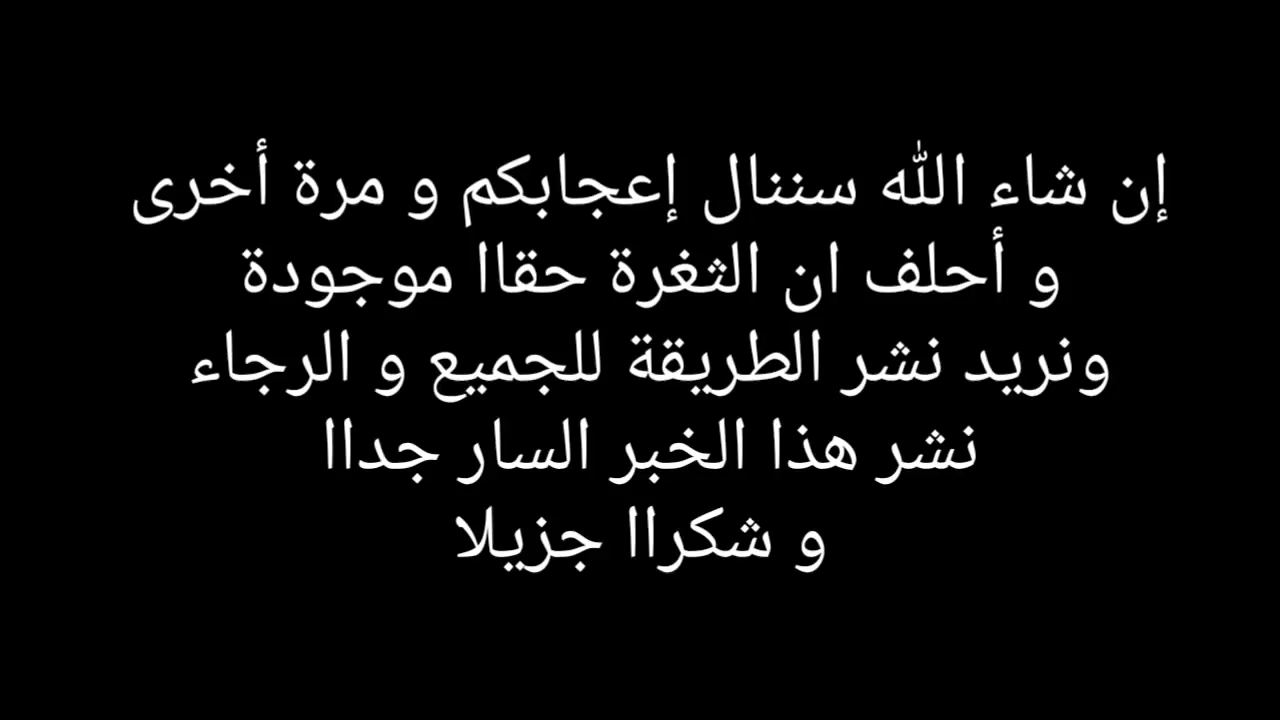 إن شاء الله سننال إعجابكم و مرة أخرى
و أحلف ان الثغرة حقاا موجودة
ونريد نشر الطريقة للجميع و الرجاء
نشر هذا الخبر السار جداا
و شكراا جزيلا